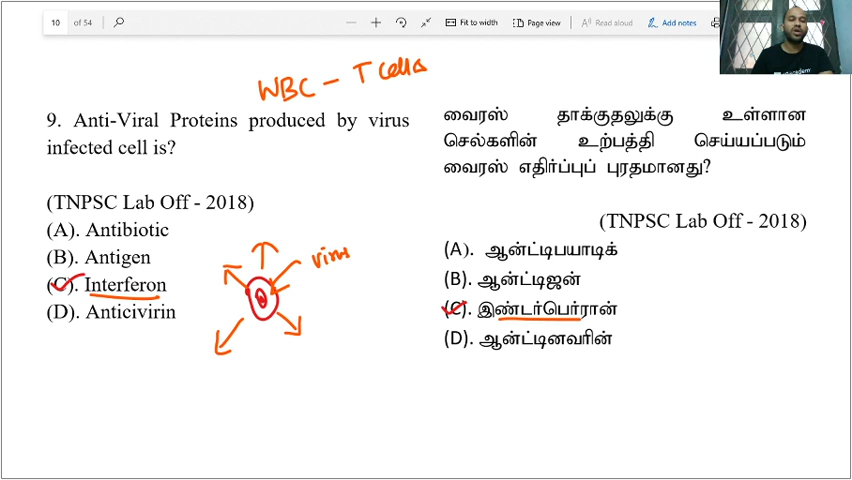 10 of 54
Fit to width
Page view
Read aloud
Add notes
WBC - T cells
9. Anti-Viral Proteins produced by virus
infected cell is?
(TNPSC Lab Off - 2018)
(A). Antibiotic
(B). Antigen
(C). Interferon
(D). Anticivirin
virus
வைரஸ் தாக்குதலுக்கு உள்ளான
செல்களின் உற்பத்தி செய்யப்படும்
வைரஸ் எதிர்ப்புப் புரதமானது?
(TNPSC Lab Off - 2018)
(A). ஆன்ட்டிபயாடிக்
(B). ஆன்ட்டிஜன்
(C). இண்டர்பெர்ரான்
(D). ஆன்ட்டினவரின்